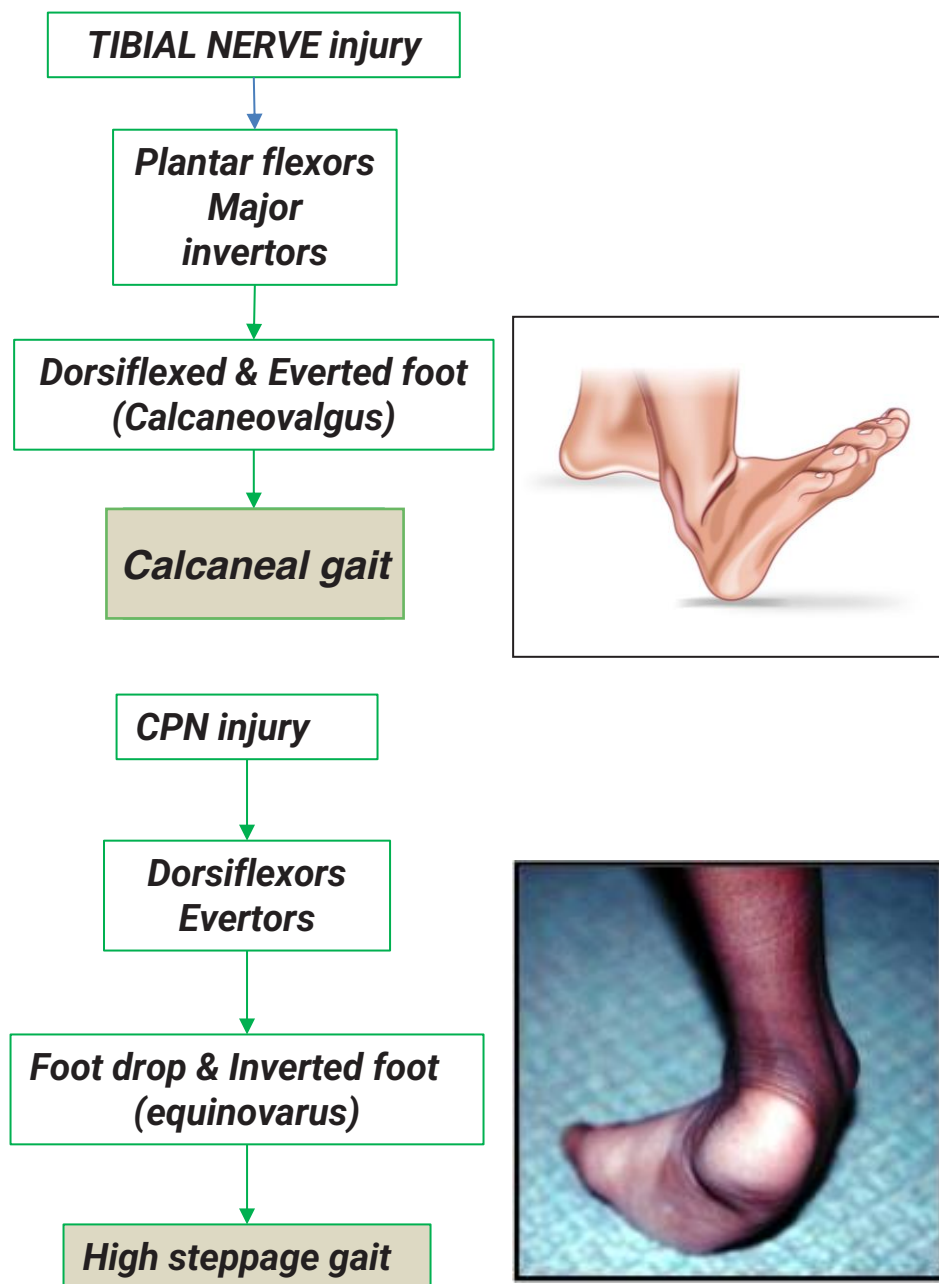 TIBIAL NERVE injury
Plantar flexors
Major
invertors
Dorsiflexed & Everted foot
(Calcaneovalgus)
Calcaneal gait
CPN injury
Dorsiflexors
Evertors
Foot drop & Inverted foot
(equinovarus)
High steppage gait